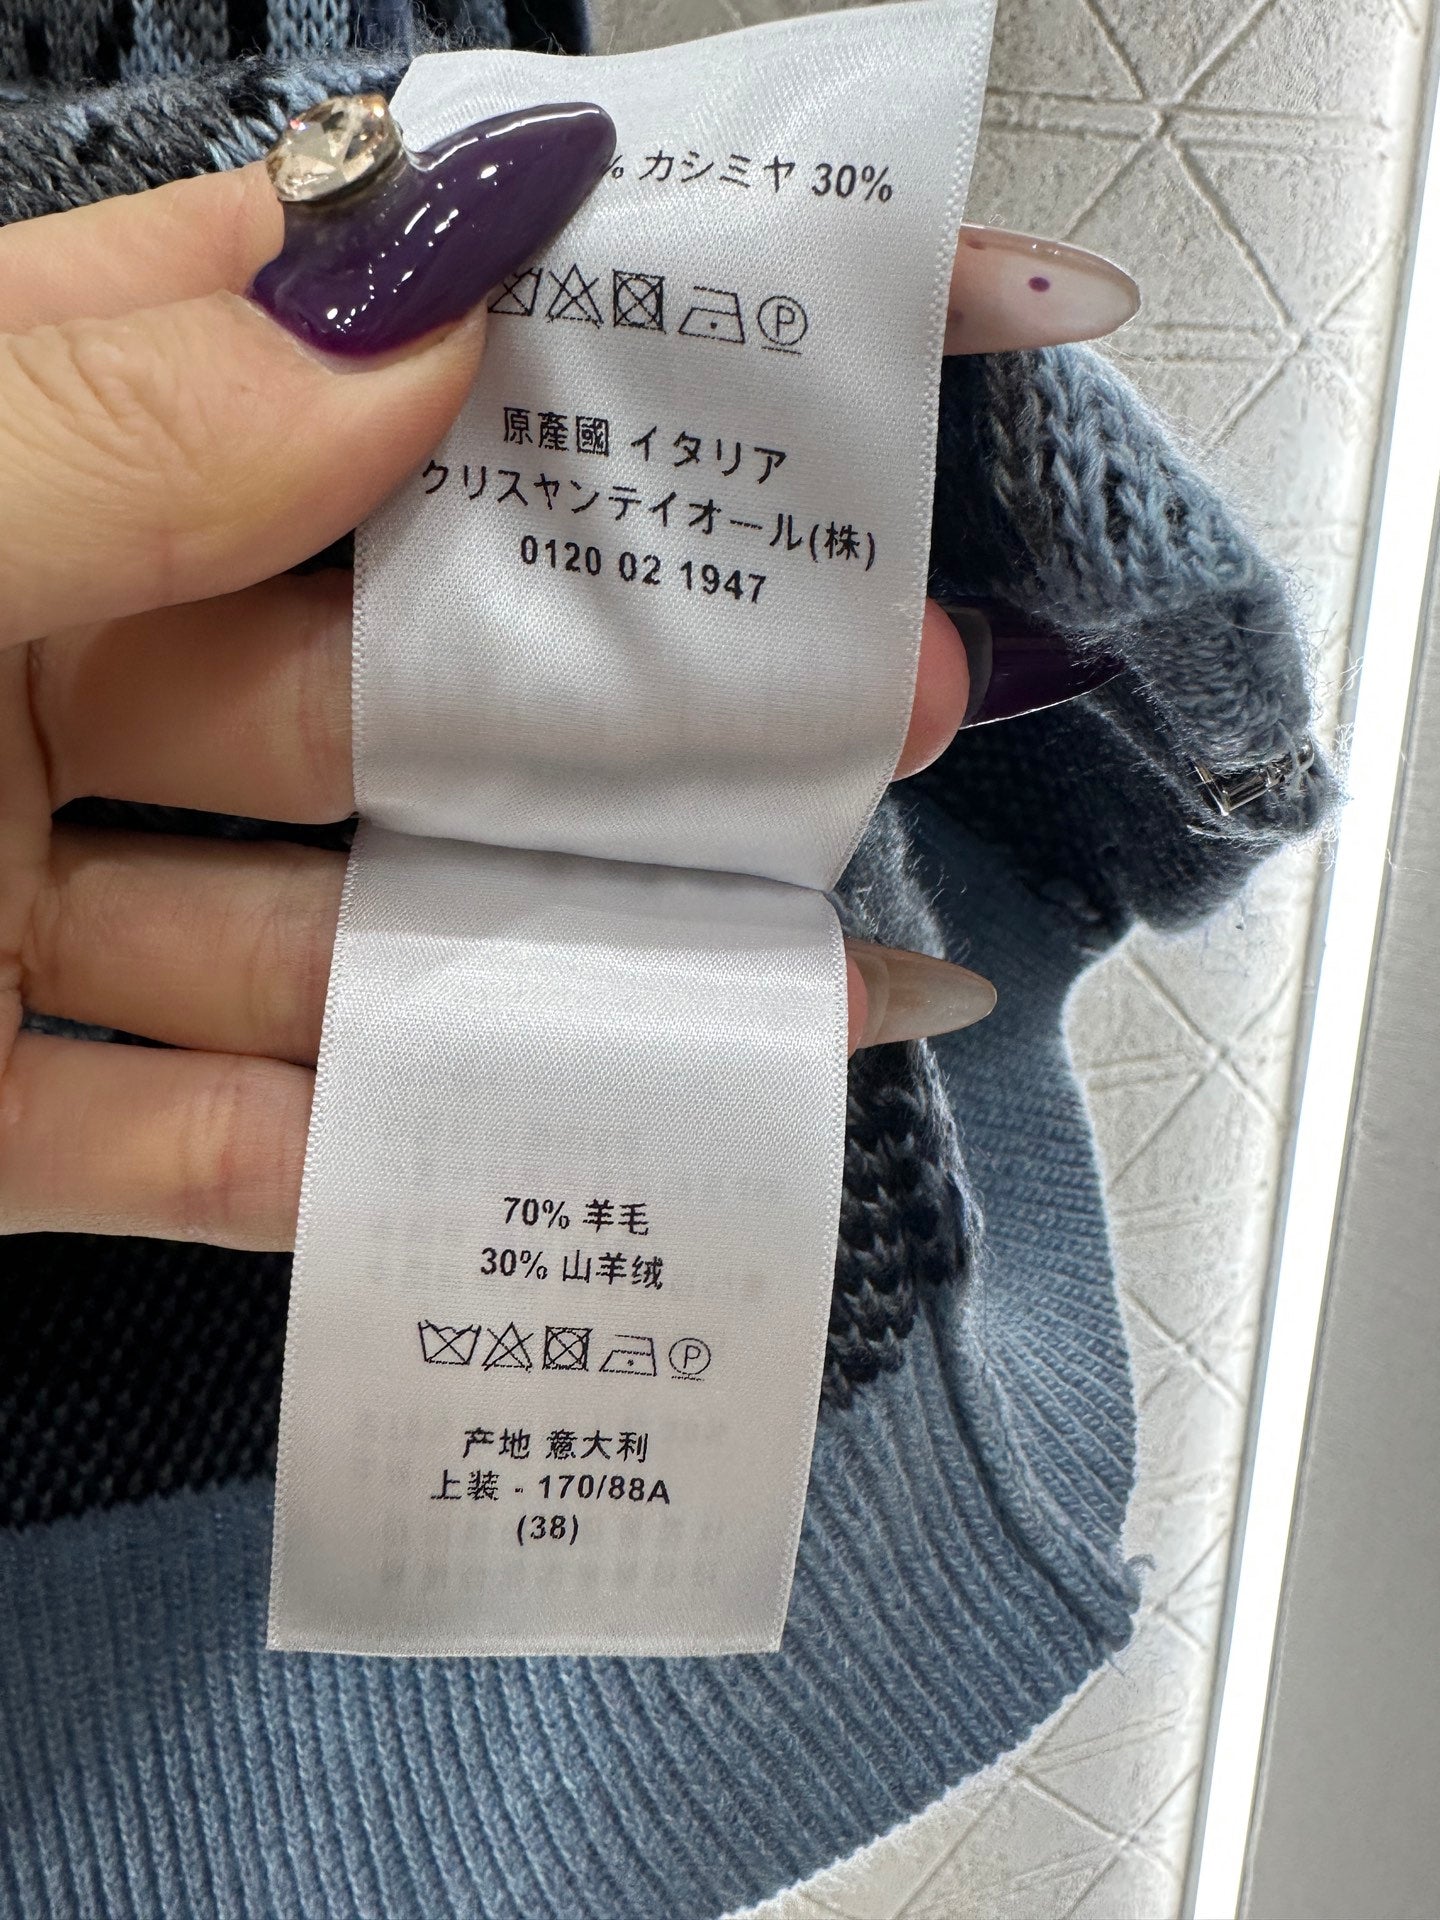 % カシミヤ 30%
P
原産國 イタリア
クリスヤンテイオール(株)
0120 02 1947
70% 羊毛
30% 山羊绒
P
产地 意大利
上装 - 170/88A
(38)